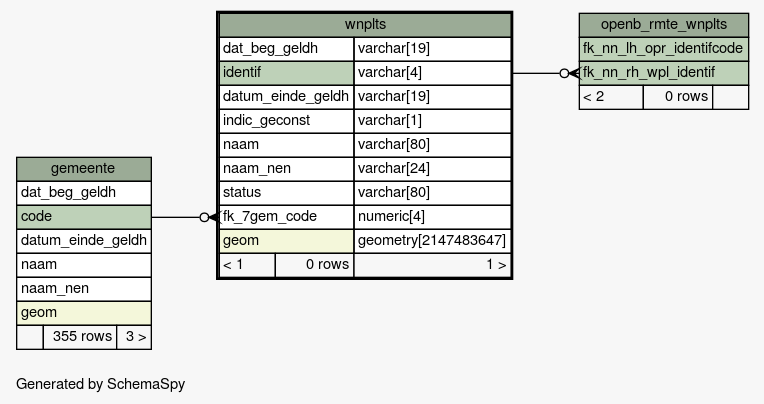 wnplts
dat_beg_geldh varchar[19]
identif varchar[4]
datum_einde_geldh varchar[19]
indic_geconst varchar[1]
naam varchar[80]
naam_nen varchar[24]
status varchar[80]
fk_7gem_code numeric[4]
geom geometry[2147483647]
< 1 0 rows 1 >
openb_rmte_wnplts
fk_nn_lh_opr_identifcode
fk_nn_rh_wpl_identif
< 2 0 rows
gemeente
dat_beg_geldh
code
datum_einde_geldh
naam
naam_nen
geom
355 rows 3 >
Generated by SchemaSpy